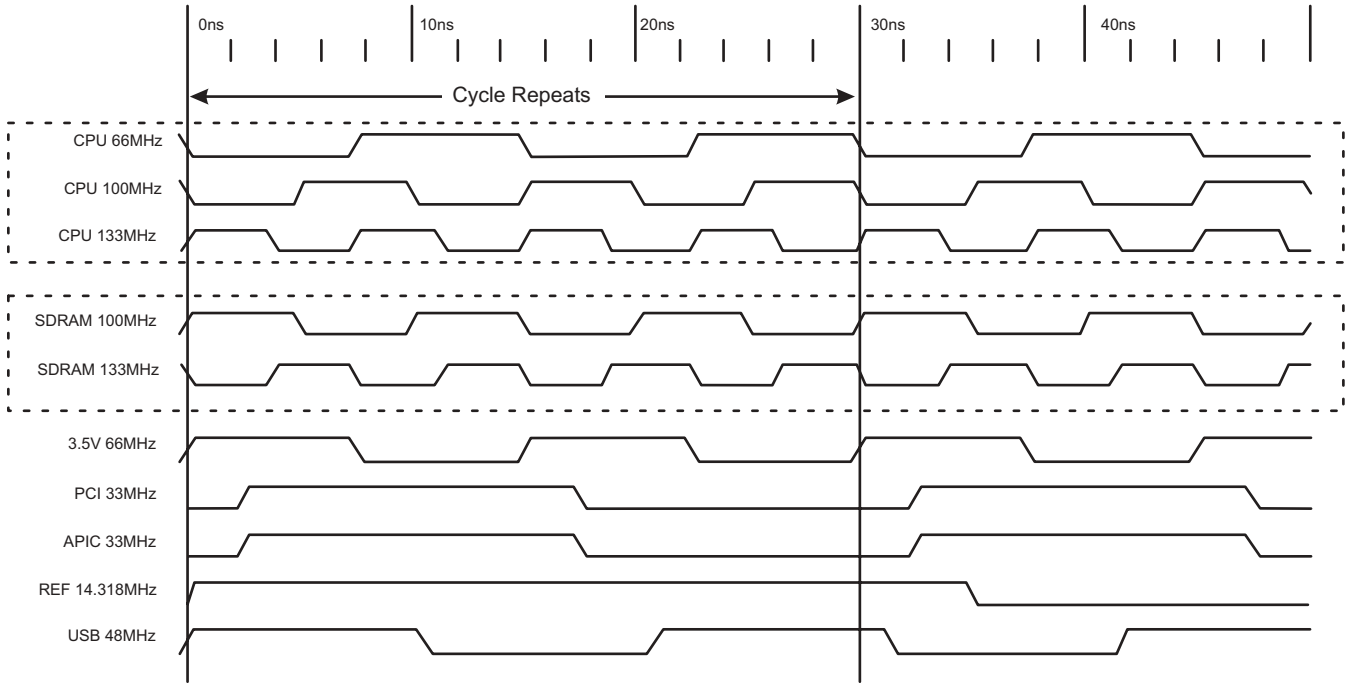 0ns 10ns 20ns 30ns 40ns
Cycle Repeats
CPU 66MHz
CPU 100MHz
CPU 133MHz
SDRAM 100MHz
SDRAM 133MHz
3.5V 66MHz
PCI 33MHz
APIC 33MHz
REF 14.318MHz
USB 48MHz